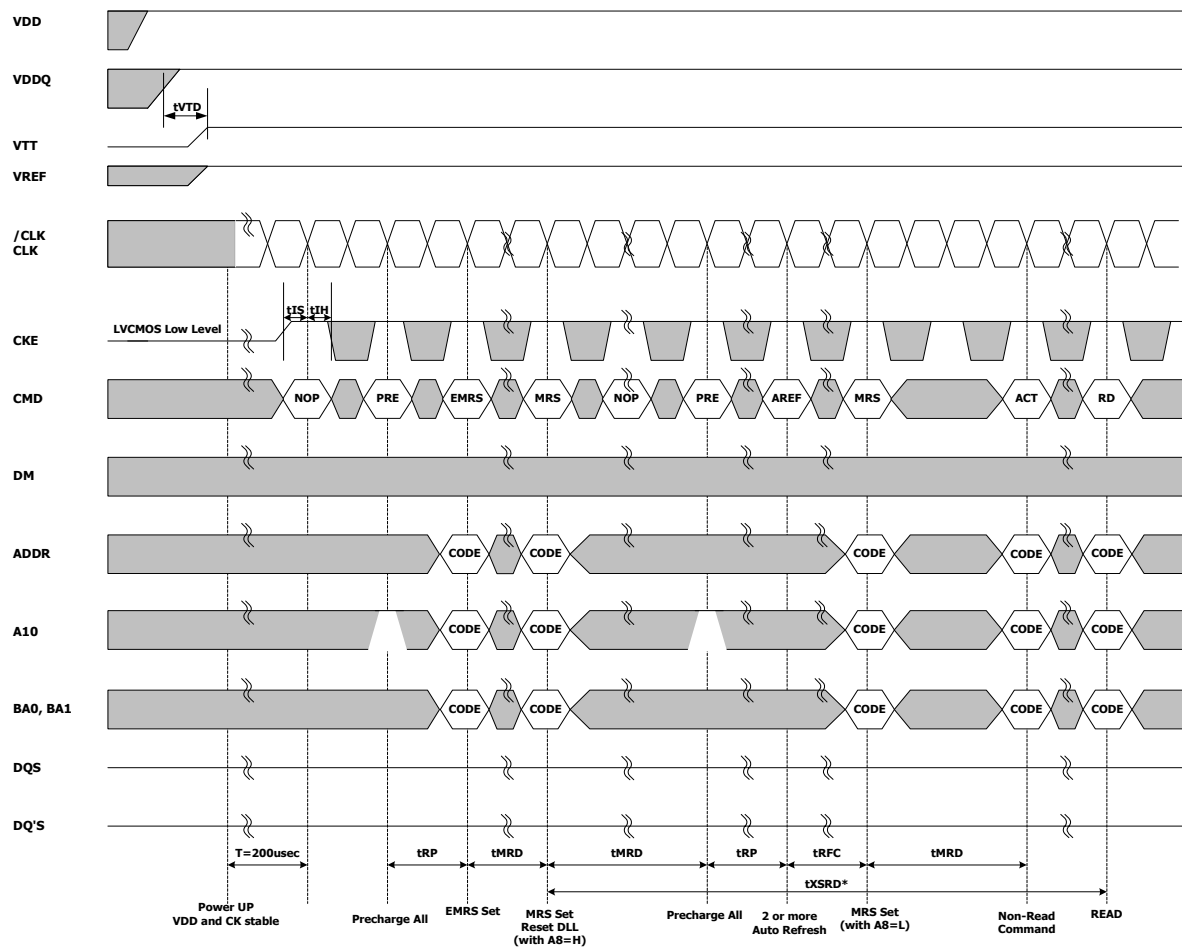 VDD
VDDQ
tVTD
VTT
VREF
/CLK
CLK
tIS tIH
LVCMOS Low Level
CKE
CMD NOP PRE EMRS MRS NOP PRE AREF MRS ACT RD
DM
ADDR CODE CODE CODE CODE CODE
A10 CODE CODE CODE CODE CODE
BA0, BA1 CODE CODE CODE CODE CODE
DQS
DQ'S
T=200usec tRP tMRD tMRD tRP tRFC tMRD
tXSRD*
Power UP
VDD and CK stable
Precharge All
EMRS Set
MRS Set
Reset DLL
(with A8=H)
Precharge All
2 or more
Auto Refresh
MRS Set
(with A8=L)
Non-Read
Command
READ